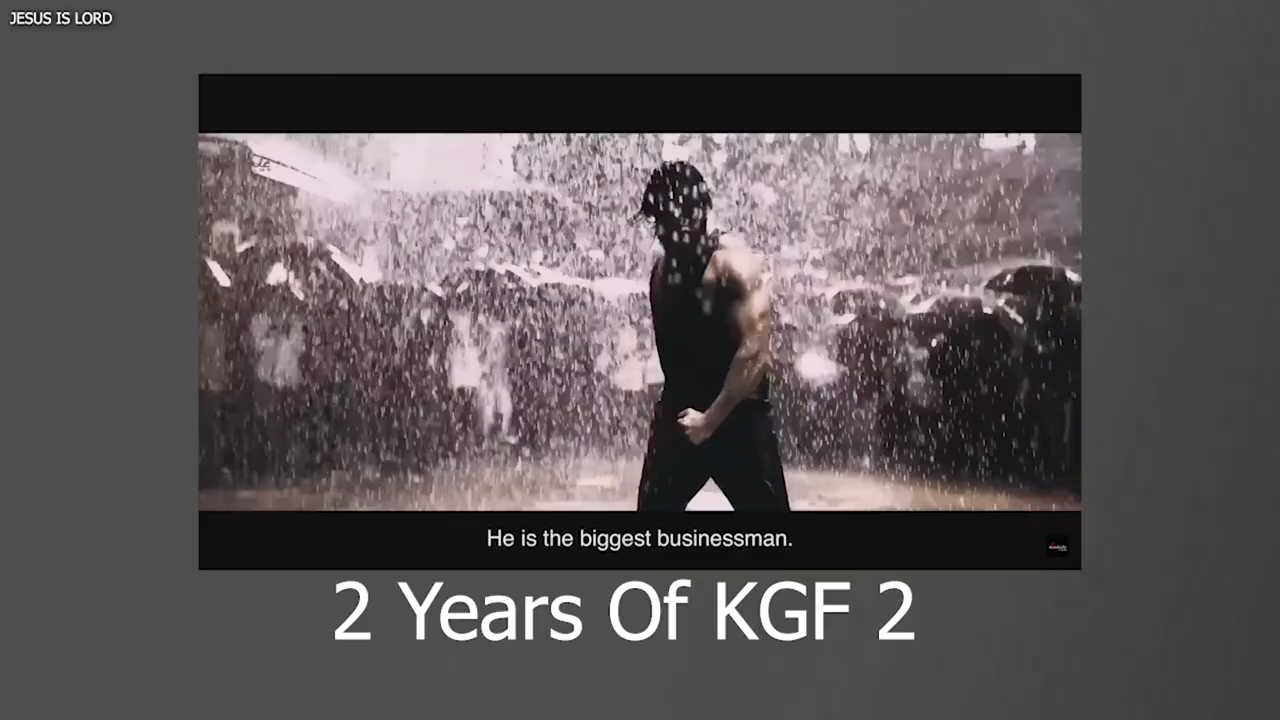 JESUS IS LORD
He is the biggest businessman.
2 Years Of KGF 2